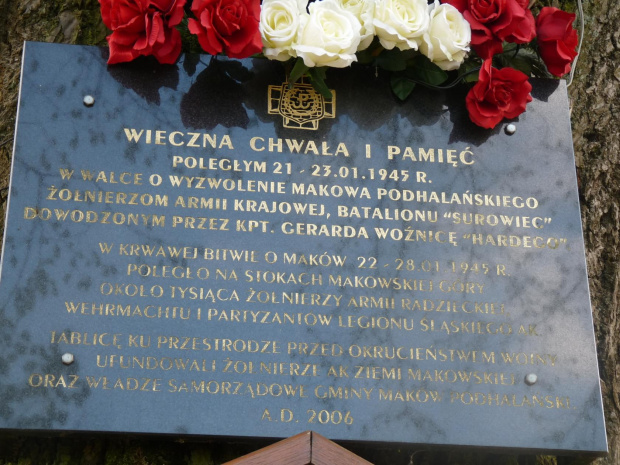 WIECZNA CHWAŁA I PAMIĘĆ
POLEGŁYM 21 - 23.01.1945 R.
W WALCE O WYZWOLENIE MAKOWA PODHALAŃSKIEGO
ŻOŁNIERZOM ARMII KRAJOWEJ, BATALIONU "SUROWIEC"
DOWODZONYM PRZEZ KPT. GERARDA WOŹNICĘ "HARDEGO"
W KRWAWEJ BITWIE O MAKÓW 22 - 28.01.1945 R.
POLEGŁO NA STOKACH MAKOWSKIEJ GÓRY
OKOŁO TYSIĄCA ŻOŁNIERZY ARMII RADZIECKIEJ,
WEHRMACHTU I PARTYZANTÓW LEGIONU ŚLĄSKIEGO AK
TABLICĘ KU PRZESTRODZE PRZED OKRUCIEŃSTWEM WOJNY
UFUNDOWALI ŻOŁNIERZE AK ZIEMI MAKOWSKIEJ
ORAZ WŁADZE SAMORZĄDOWE GMINY MAKÓW PODHALAŃSKI
A.D. 2006